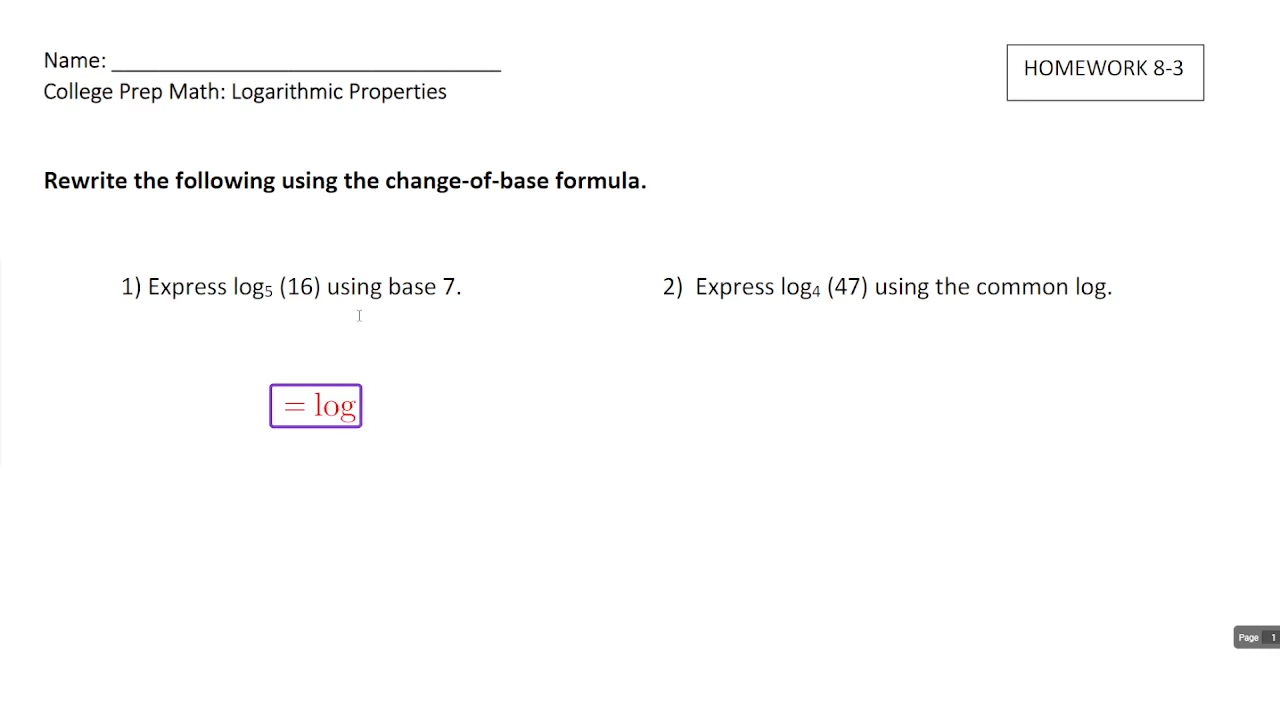 Name: ___________________________________
HOMEWORK 8-3
College Prep Math: Logarithmic Properties
Rewrite the following using the change-of-base formula.
1) Express log₅ (16) using base 7.
2) Express log₄ (47) using the common log.
= log
Page 1